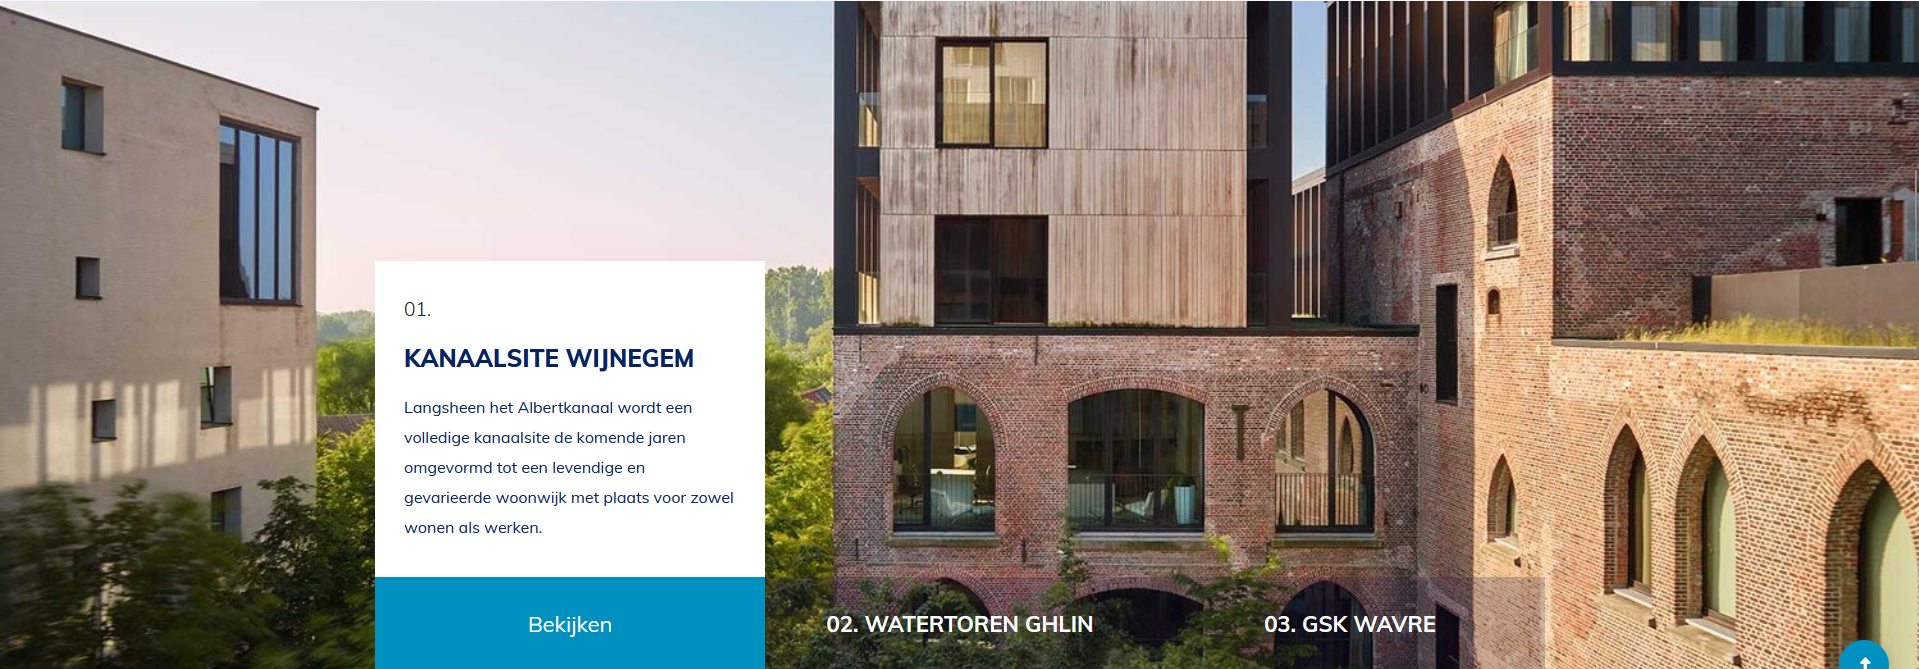 01.
KANAALSITE WIJNEGEM
Langsheen het Albertkanaal wordt een
volledige kanaalsite de komende jaren
omgevormd tot een levendige en
gevarieerde woonwijk met plaats voor zowel
wonen als werken.
Bekijken
02. WATERTOREN GHLIN
03. GSK WAVRE